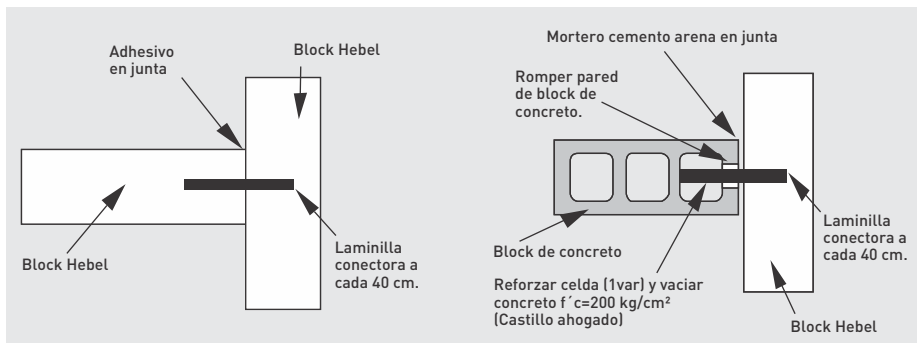 Adhesivo
en junta
Block Hebel
Block Hebel
Laminilla
conectora a
cada 40 cm.
Mortero cemento arena en junta
Romper pared
de block de
concreto.
Block de concreto
Reforzar celda (1var) y vaciar
concreto f´c=200 kg/cm²
(Castillo ahogado)
Laminilla
conectora a
cada 40 cm.
Block Hebel